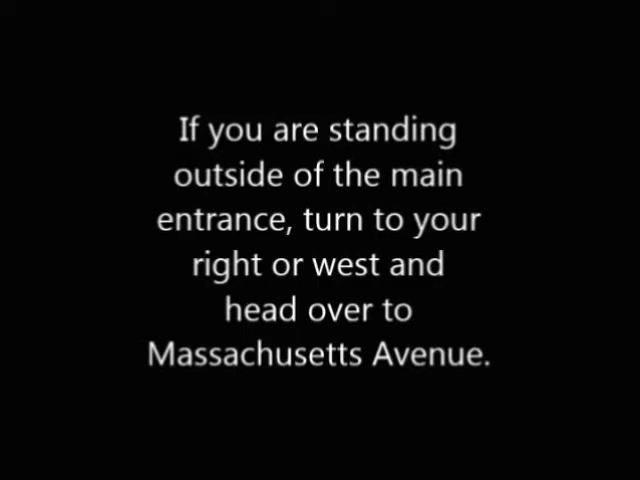 If you are standing
outside of the main
entrance, turn to your
right or west and
head over to
Massachusetts Avenue.